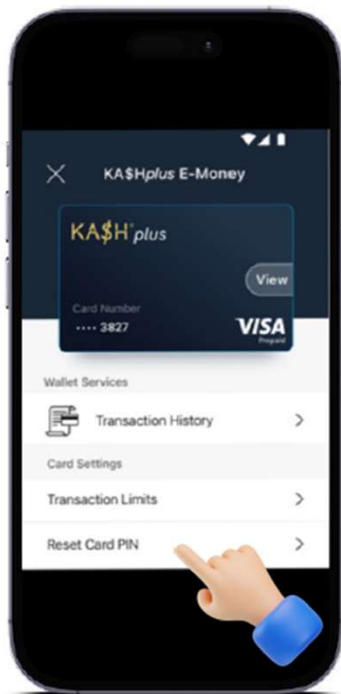 KA$Hplus E-Money
KA$H plus
View
Card Number
•••• 3827
VISA
Prepaid
Wallet Services
Transaction History
Card Settings
Transaction Limits
Reset Card PIN